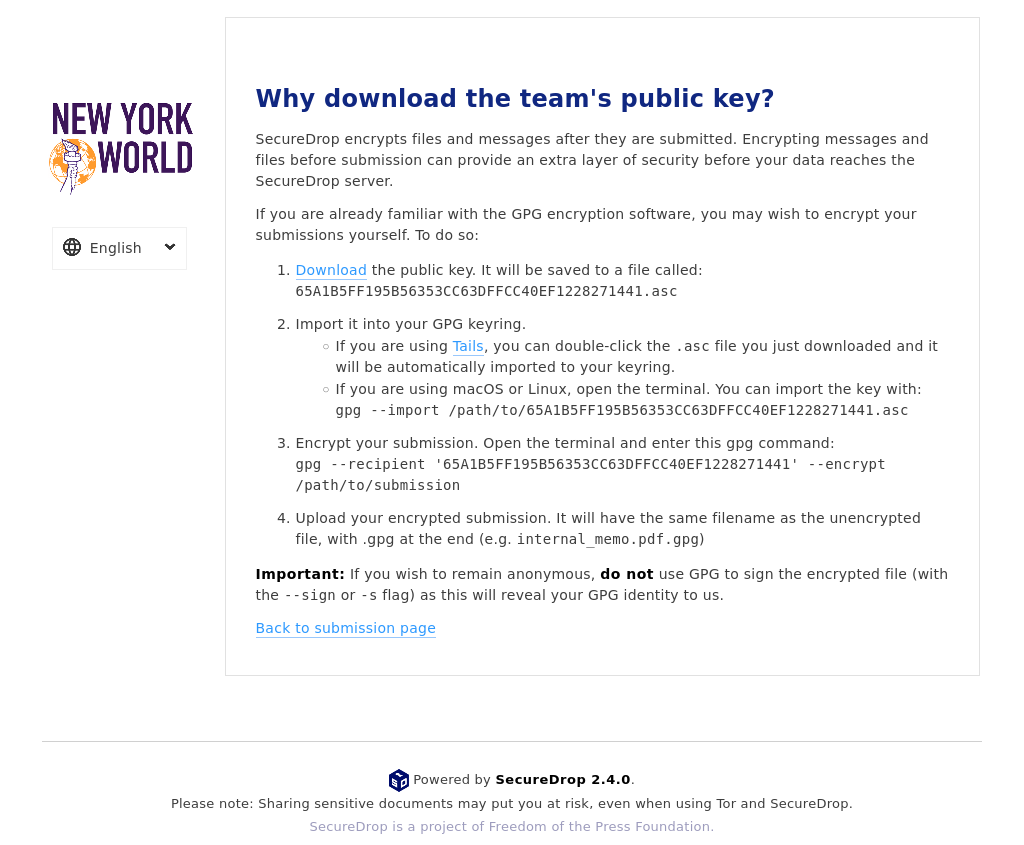 NEW YORK
WORLD
English
Why download the team's public key?
SecureDrop encrypts files and messages after they are submitted. Encrypting messages and
files before submission can provide an extra layer of security before your data reaches the
SecureDrop server.
If you are already familiar with the GPG encryption software, you may wish to encrypt your
submissions yourself. To do so:
1. Download the public key. It will be saved to a file called:
65A1B5FF195B56353CC63DFFCC40EF1228271441.asc
2. Import it into your GPG keyring.
○ If you are using Tails, you can double-click the .asc file you just downloaded and it
will be automatically imported to your keyring.
○ If you are using macOS or Linux, open the terminal. You can import the key with:
gpg --import /path/to/65A1B5FF195B56353CC63DFFCC40EF1228271441.asc
3. Encrypt your submission. Open the terminal and enter this gpg command:
gpg --recipient '65A1B5FF195B56353CC63DFFCC40EF1228271441' --encrypt
/path/to/submission
4. Upload your encrypted submission. It will have the same filename as the unencrypted
file, with .gpg at the end (e.g. internal_memo.pdf.gpg)
Important: If you wish to remain anonymous, do not use GPG to sign the encrypted file (with
the --sign or -s flag) as this will reveal your GPG identity to us.
Back to submission page
Powered by SecureDrop 2.4.0.
Please note: Sharing sensitive documents may put you at risk, even when using Tor and SecureDrop.
SecureDrop is a project of Freedom of the Press Foundation.